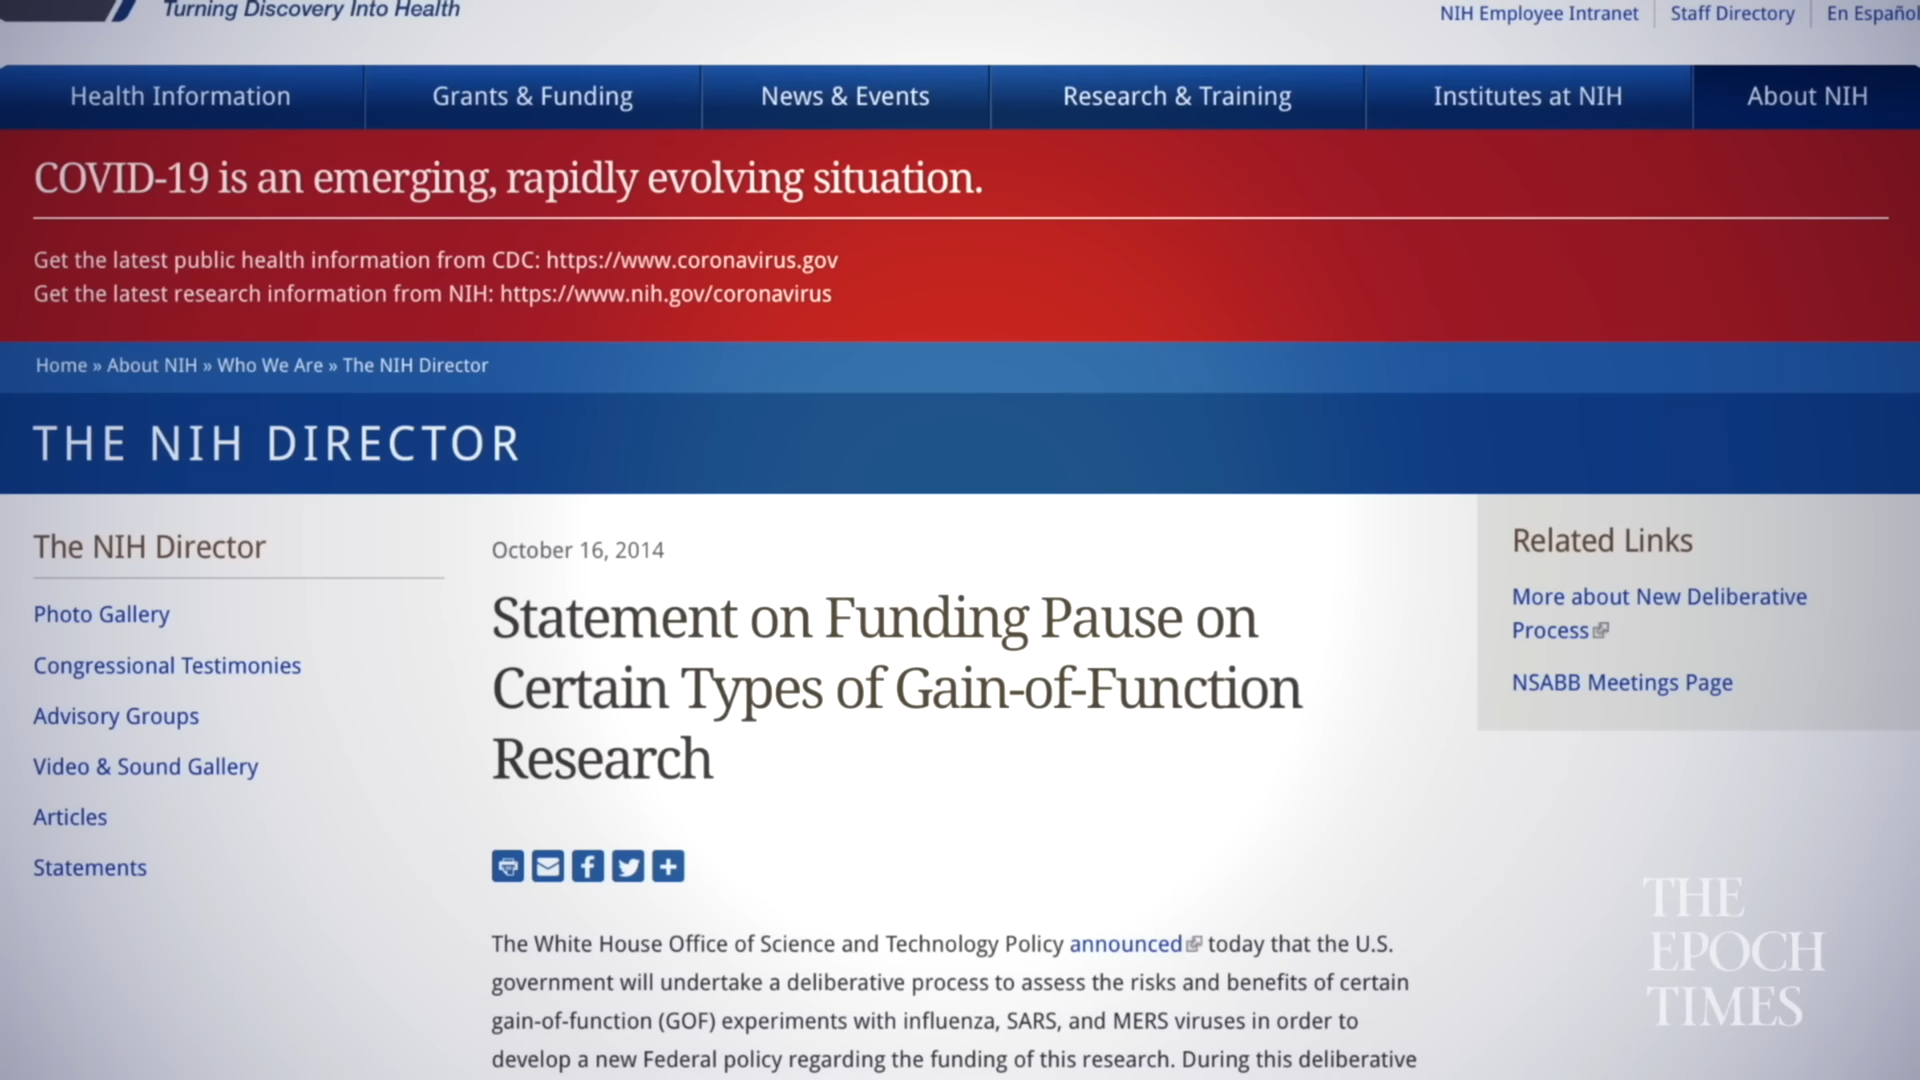 Turning Discovery Into Health
NIH Employee Intranet
Staff Directory
En Español
Health Information
Grants & Funding
News & Events
Research & Training
Institutes at NIH
About NIH
COVID-19 is an emerging, rapidly evolving situation.
Get the latest public health information from CDC: https://www.coronavirus.gov
Get the latest research information from NIH: https://www.nih.gov/coronavirus
Home » About NIH » Who We Are » The NIH Director
THE NIH DIRECTOR
The NIH Director
Photo Gallery
Congressional Testimonies
Advisory Groups
Video & Sound Gallery
Articles
Statements
October 16, 2014
Statement on Funding Pause on
Certain Types of Gain-of-Function
Research
The White House Office of Science and Technology Policy announced today that the U.S.
government will undertake a deliberative process to assess the risks and benefits of certain
gain-of-function (GOF) experiments with influenza, SARS, and MERS viruses in order to
develop a new Federal policy regarding the funding of this research. During this deliberative
Related Links
More about New Deliberative
Process
NSABB Meetings Page
THE
EPOCH
TIMES